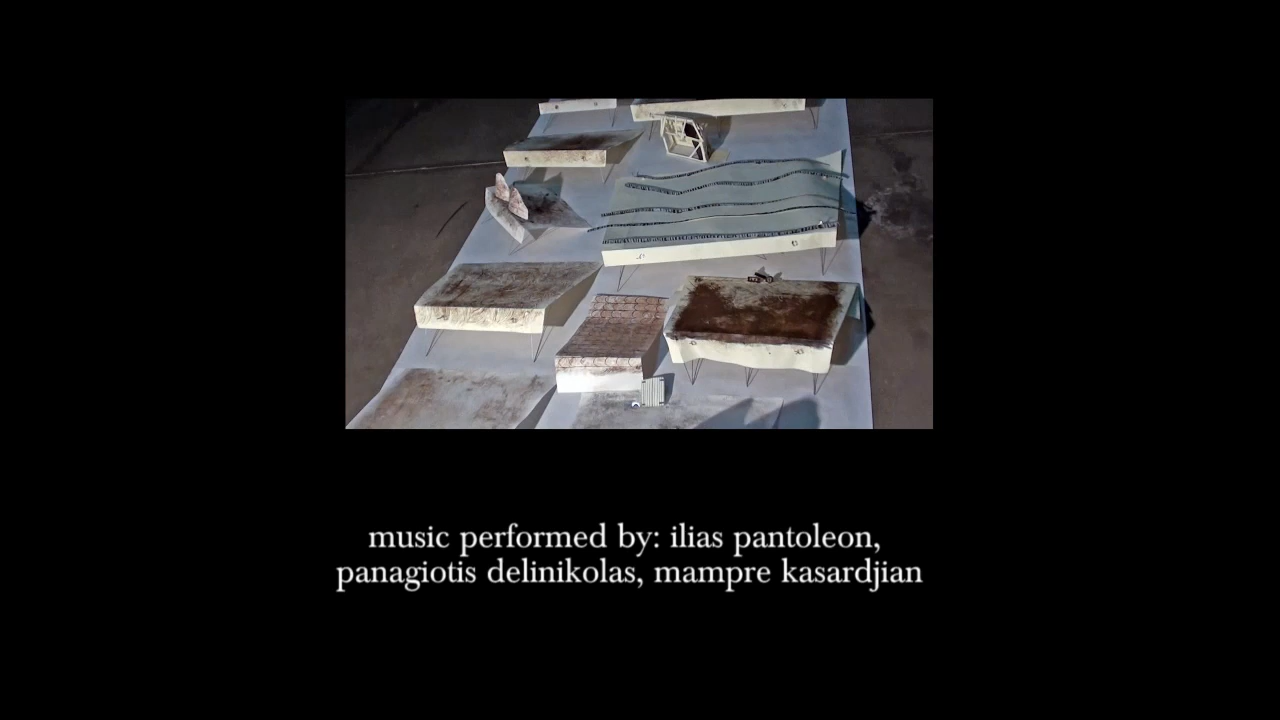 music performed by: ilias pantoleon,
panagiotis delinikolas, mampre kasardjian